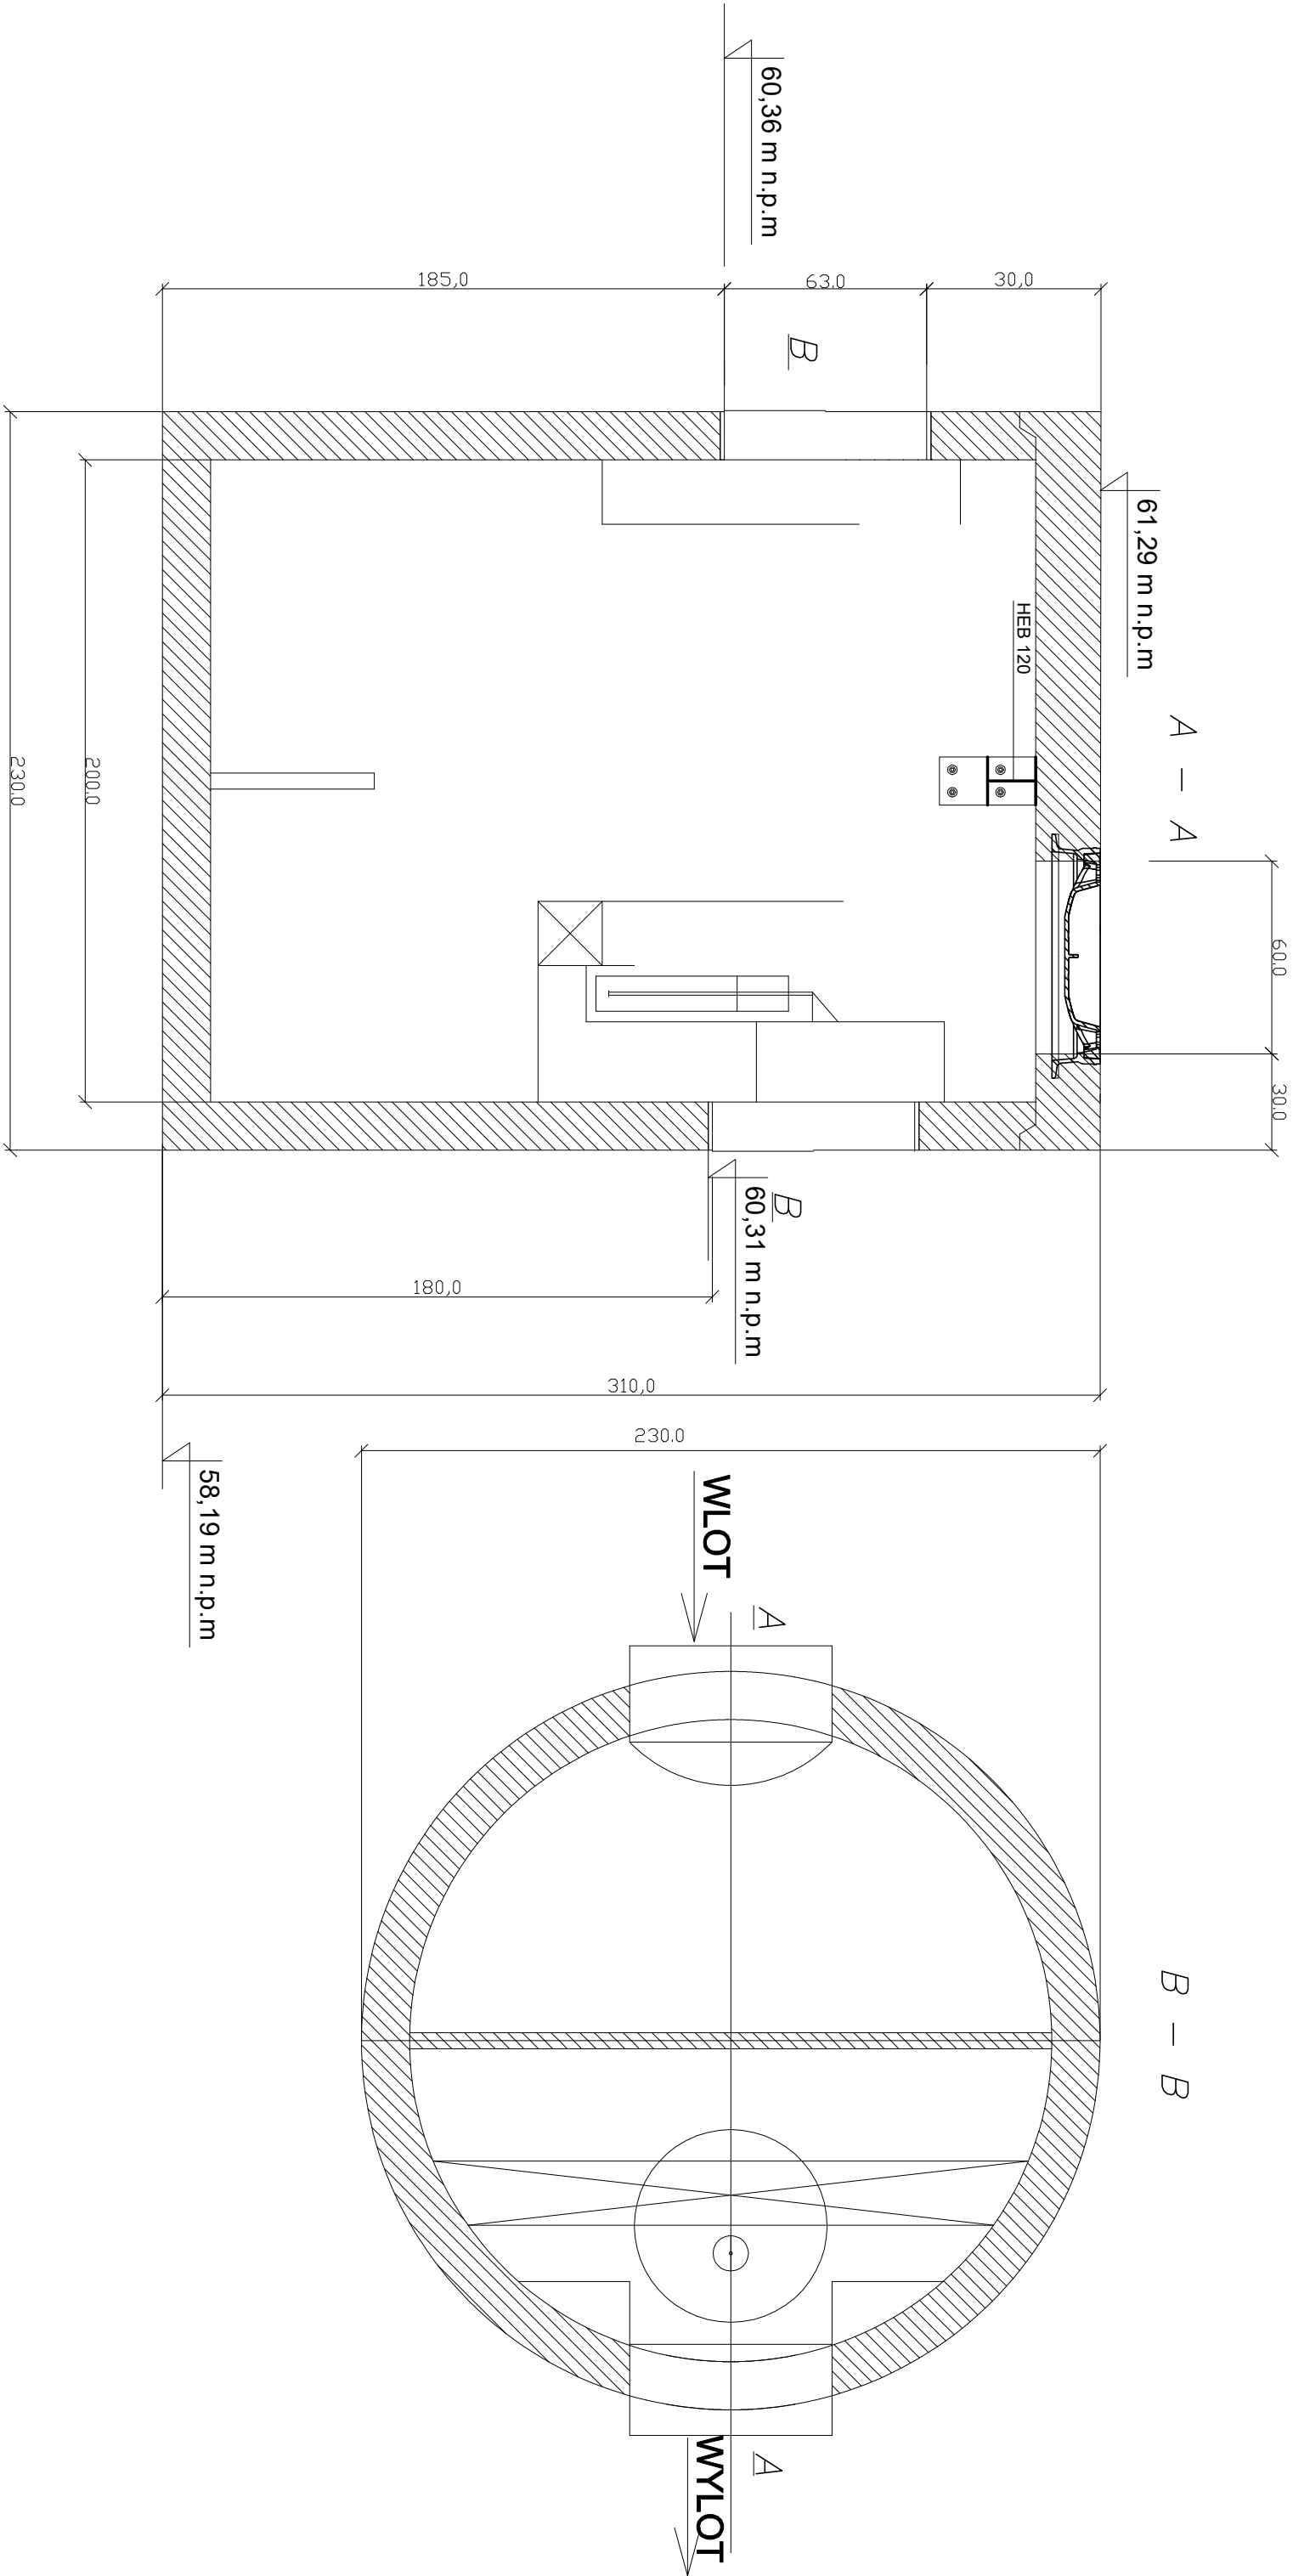 A - A
61,29 m n.p.m
60,0
30,0
HEB 120
30,0
63.0
185,0
60,36 m n.p.m
B
B
60,31 m n.p.m
180,0
310,0
58,19 m n.p.m
200.0
230.0
B - B
230.0
WLOT
A
A
WYLOT